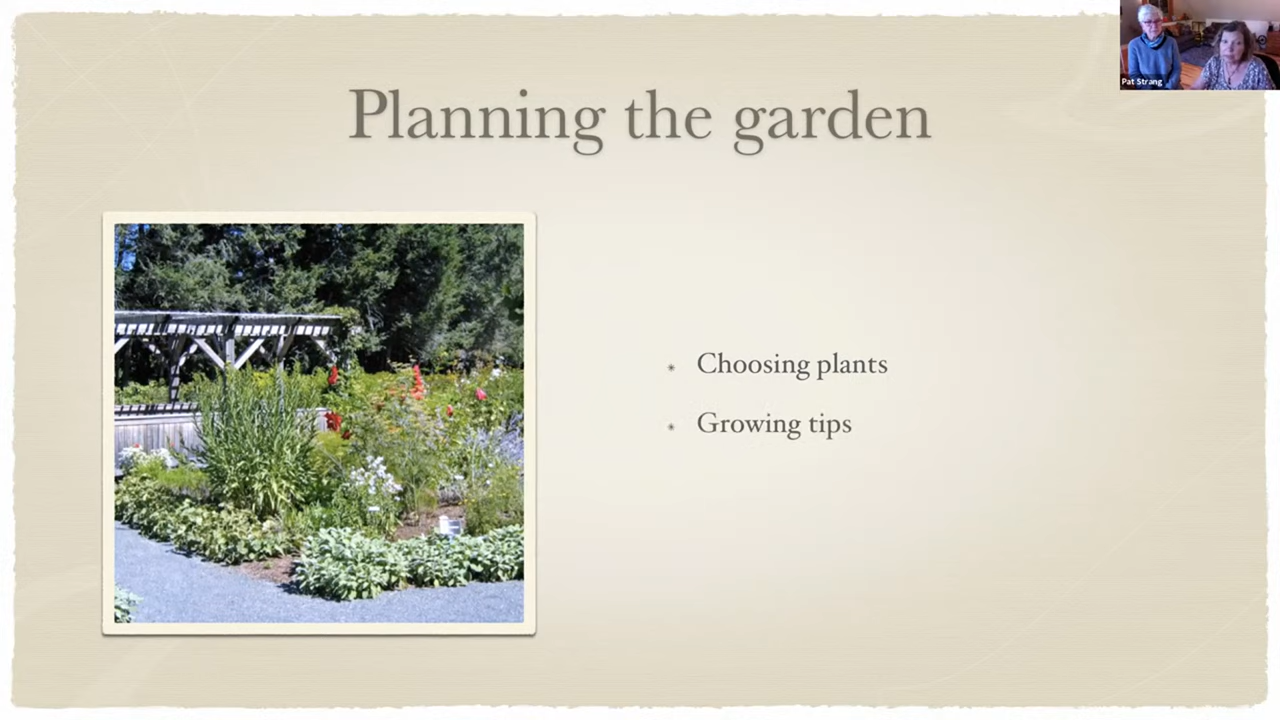 Pat Strang
Planning the garden
Choosing plants
Growing tips